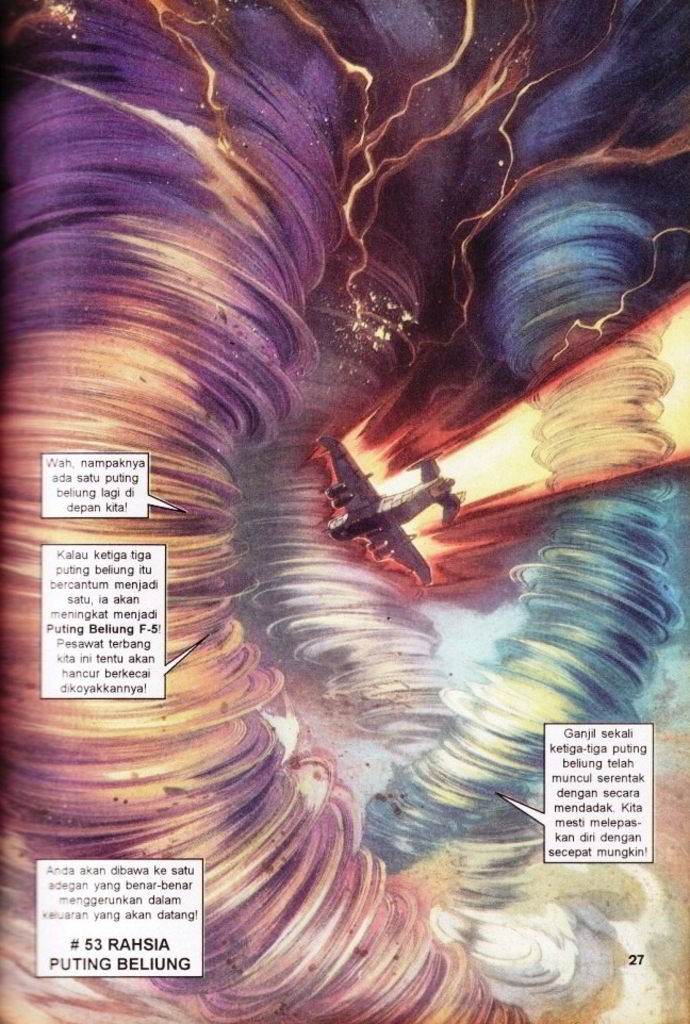 Wah, nampaknya
ada satu puting
beliung lagi di
depan kita!
Kalau ketiga tiga
puting beliung itu
bercantum menjadi
satu, ia akan
meningkat menjadi
Puting Beliung F-5!
Pesawat terbang
kita ini tentu akan
hancur berkecai
dikoyakkannya!
Ganjil sekali
ketiga-tiga puting
beliung telah
muncul serentak
dengan secara
mendadak. Kita
mesti melepas-
kan diri dengan
secepat mungkin!
Anda akan dibawa ke satu
adegan yang benar-benar
menggerunkan dalam
keluaran yang akan datang!
# 53 RAHSIA
PUTING BELIUNG
27